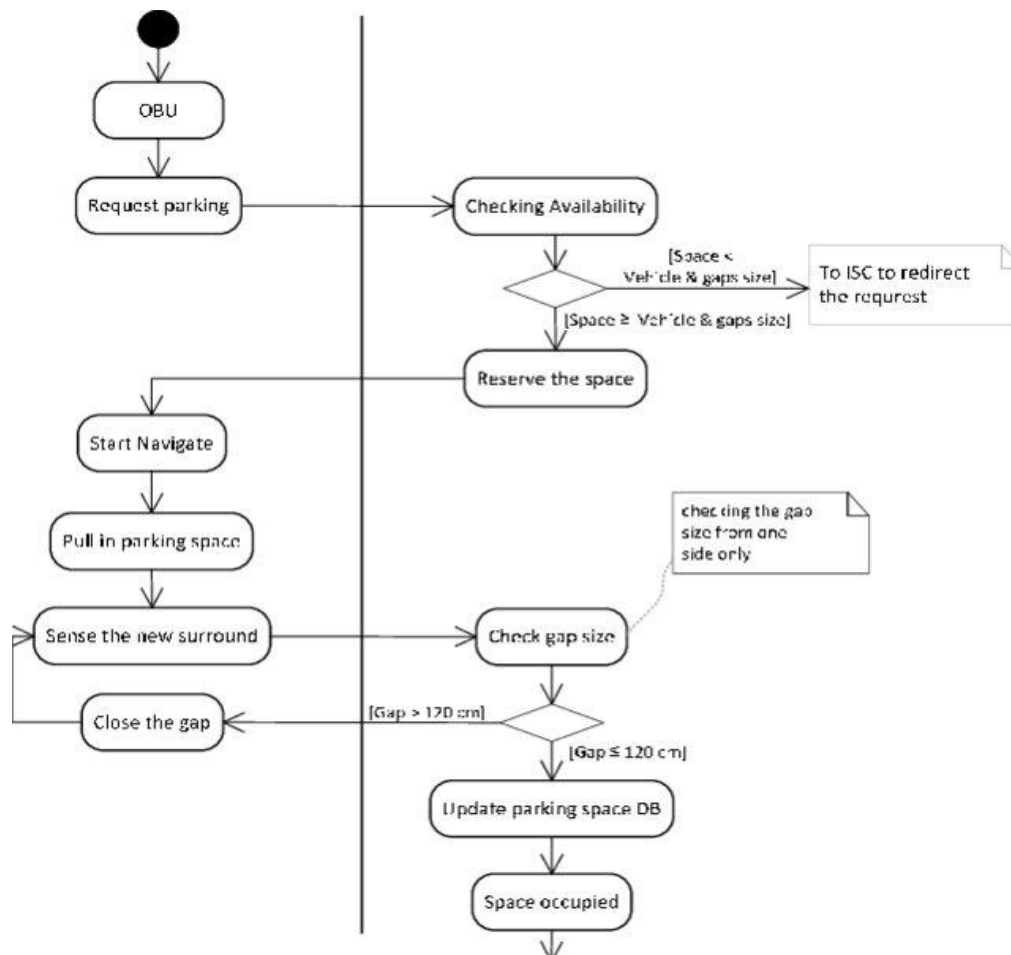 OBU
Request parking
Checking Availability
[Space <
Vehicle & gaps size]
To ISC to redirect
the requrest
[Space ≥ Vehicle & gaps size]
Reserve the space
Start Navigate
Pull in parking space
checking the gap
size from one
side only
Sense the new surround
Check gap size
Close the gap
[Gap > 120 cm]
[Gap ≤ 120 cm]
Update parking space DB
Space occupied